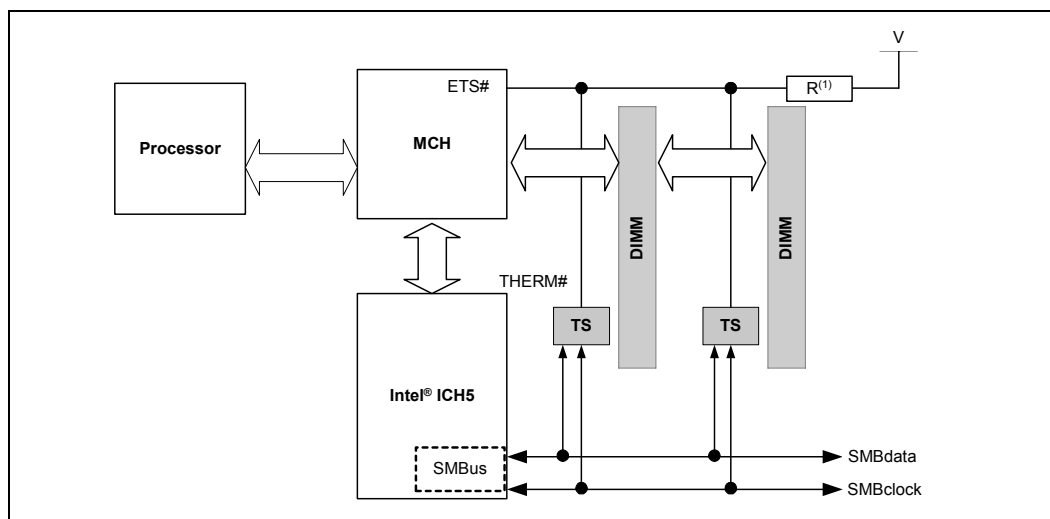 V
ETS#
R(1)
Processor
MCH
DIMM
DIMM
THERM#
TS
TS
Intel® ICH5
SMBus
SMBdata
SMBclock